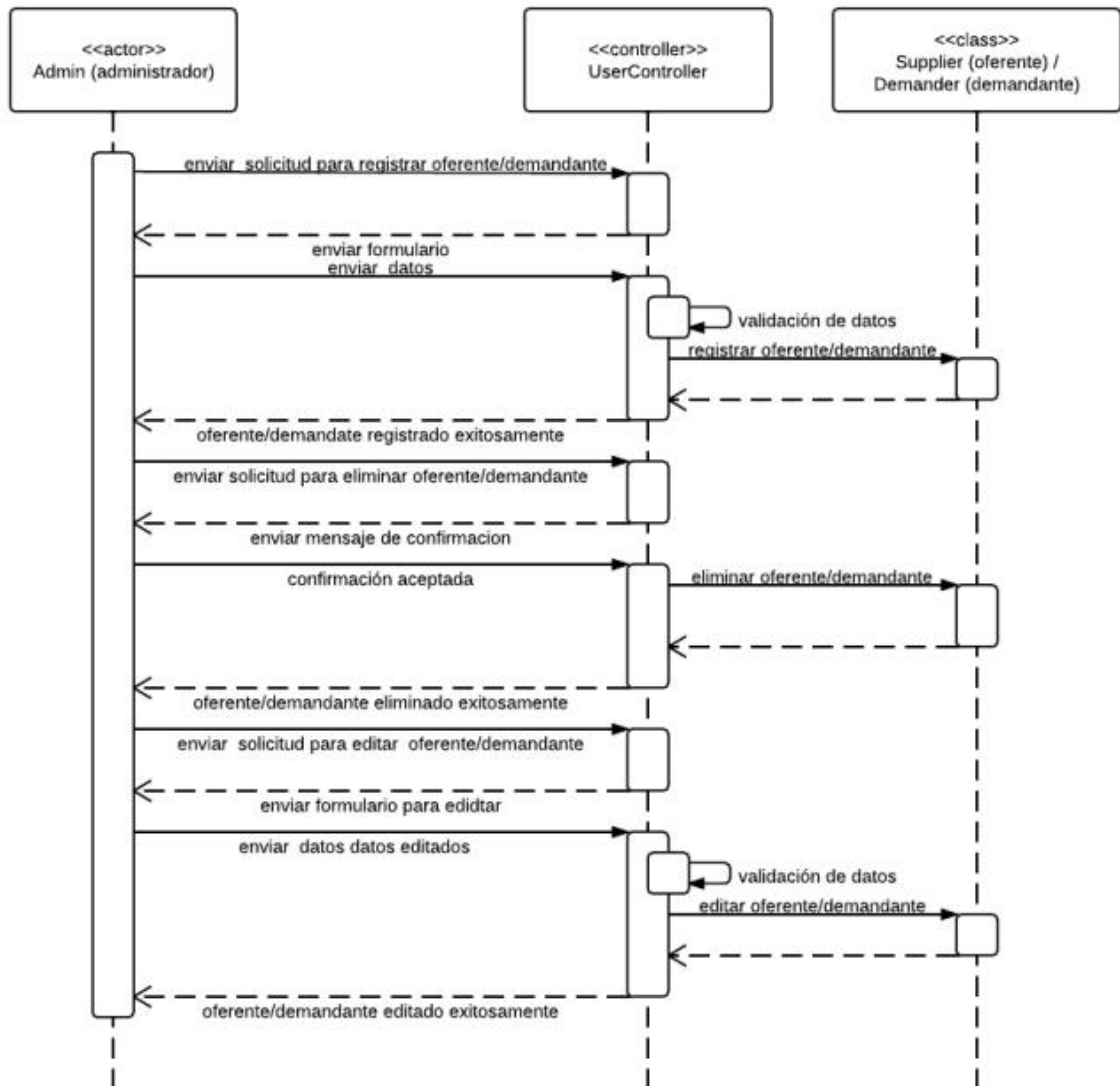 <<actor>>
Admin (administrador)
<<controller>>
UserController
<<class>>
Supplier (oferente) /
Demander (demandante)
enviar solicitud para registrar oferente/demandante
enviar formulario
enviar datos
validación de datos
registrar oferente/demandante
oferente/demandate registrado exitosamente
enviar solicitud para eliminar oferente/demandante
enviar mensaje de confirmacion
confirmación aceptada
eliminar oferente/demandante
oferente/demandante eliminado exitosamente
enviar solicitud para editar oferente/demandante
enviar formulario para edidtar
enviar datos datos editados
validación de datos
editar oferente/demandante
oferente/demandante editado exitosamente